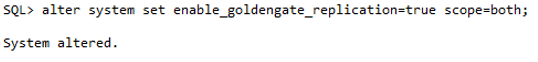 SQL> alter system set enable_goldengate_replication=true scope=both;
System altered.